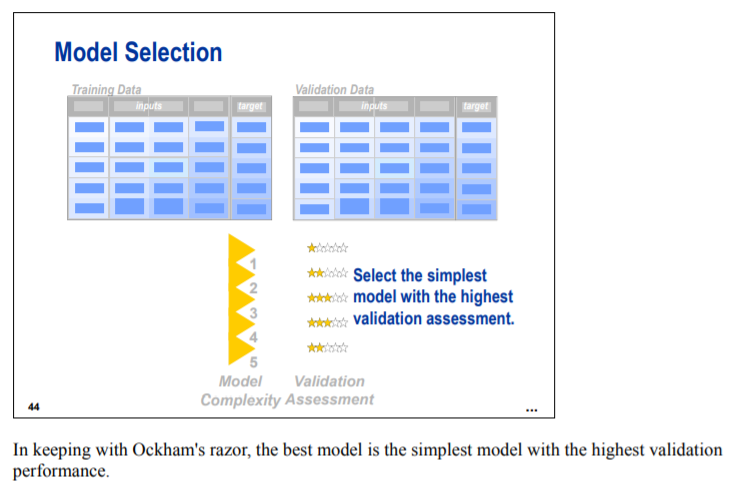 Model Selection
Training Data
Validation Data
inputs
target
inputs
target
1
2
3
4
5
Select the simplest
model with the highest
validation assessment.
Model
Complexity
Validation
Assessment
44
...
In keeping with Ockham's razor, the best model is the simplest model with the highest validation
performance.